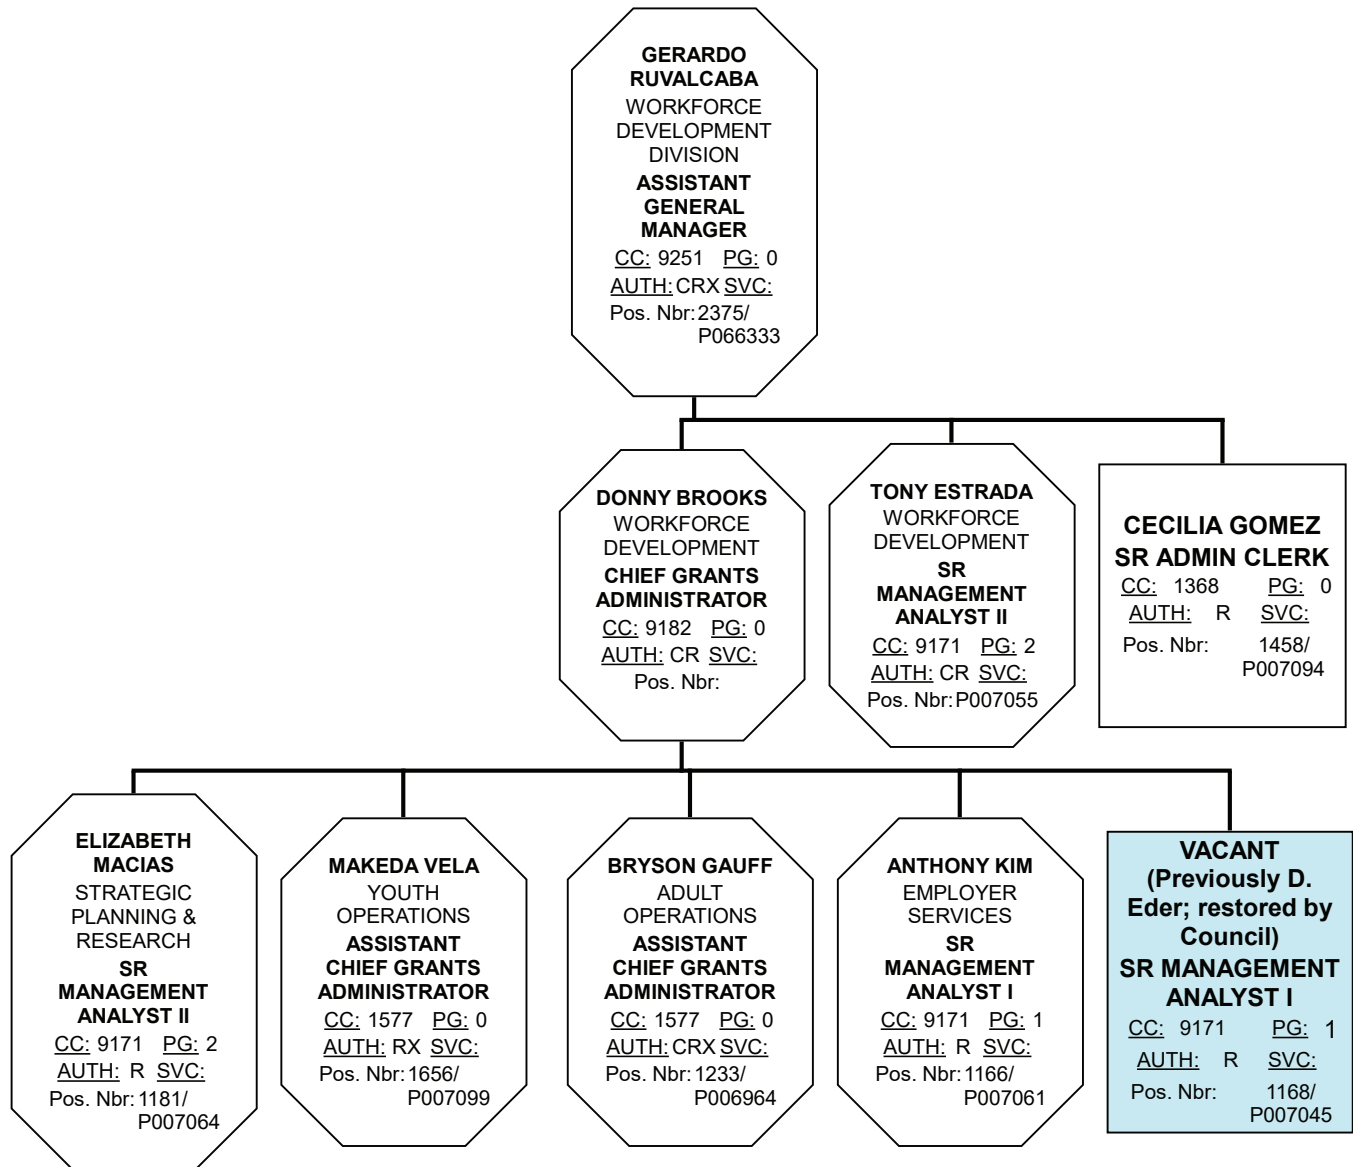 GERARDO
RUVALCABA
WORKFORCE
DEVELOPMENT
DIVISION
ASSISTANT
GENERAL
MANAGER
CC: 9251 PG: 0
AUTH: CRX SVC:
Pos. Nbr: 2375/
P066333
DONNY BROOKS
WORKFORCE
DEVELOPMENT
CHIEF GRANTS
ADMINISTRATOR
CC: 9182 PG: 0
AUTH: CR SVC:
Pos. Nbr:
TONY ESTRADA
WORKFORCE
DEVELOPMENT
SR
MANAGEMENT
ANALYST II
CC: 9171 PG: 2
AUTH: CR SVC:
Pos. Nbr: P007055
CECILIA GOMEZ
SR ADMIN CLERK
CC: 1368 PG: 0
AUTH: R SVC:
Pos. Nbr: 1458/
P007094
ELIZABETH
MACIAS
STRATEGIC
PLANNING &
RESEARCH
SR
MANAGEMENT
ANALYST II
CC: 9171 PG: 2
AUTH: R SVC:
Pos. Nbr: 1181/
P007064
MAKEDA VELA
YOUTH
OPERATIONS
ASSISTANT
CHIEF GRANTS
ADMINISTRATOR
CC: 1577 PG: 0
AUTH: RX SVC:
Pos. Nbr: 1656/
P007099
BRYSON GAUFF
ADULT
OPERATIONS
ASSISTANT
CHIEF GRANTS
ADMINISTRATOR
CC: 1577 PG: 0
AUTH: CRX SVC:
Pos. Nbr: 1233/
P006964
ANTHONY KIM
EMPLOYER
SERVICES
SR
MANAGEMENT
ANALYST I
CC: 9171 PG: 1
AUTH: R SVC:
Pos. Nbr: 1166/
P007061
VACANT
(Previously D.
Eder; restored by
Council)
SR MANAGEMENT
ANALYST I
CC: 9171 PG: 1
AUTH: R SVC:
Pos. Nbr: 1168/
P007045